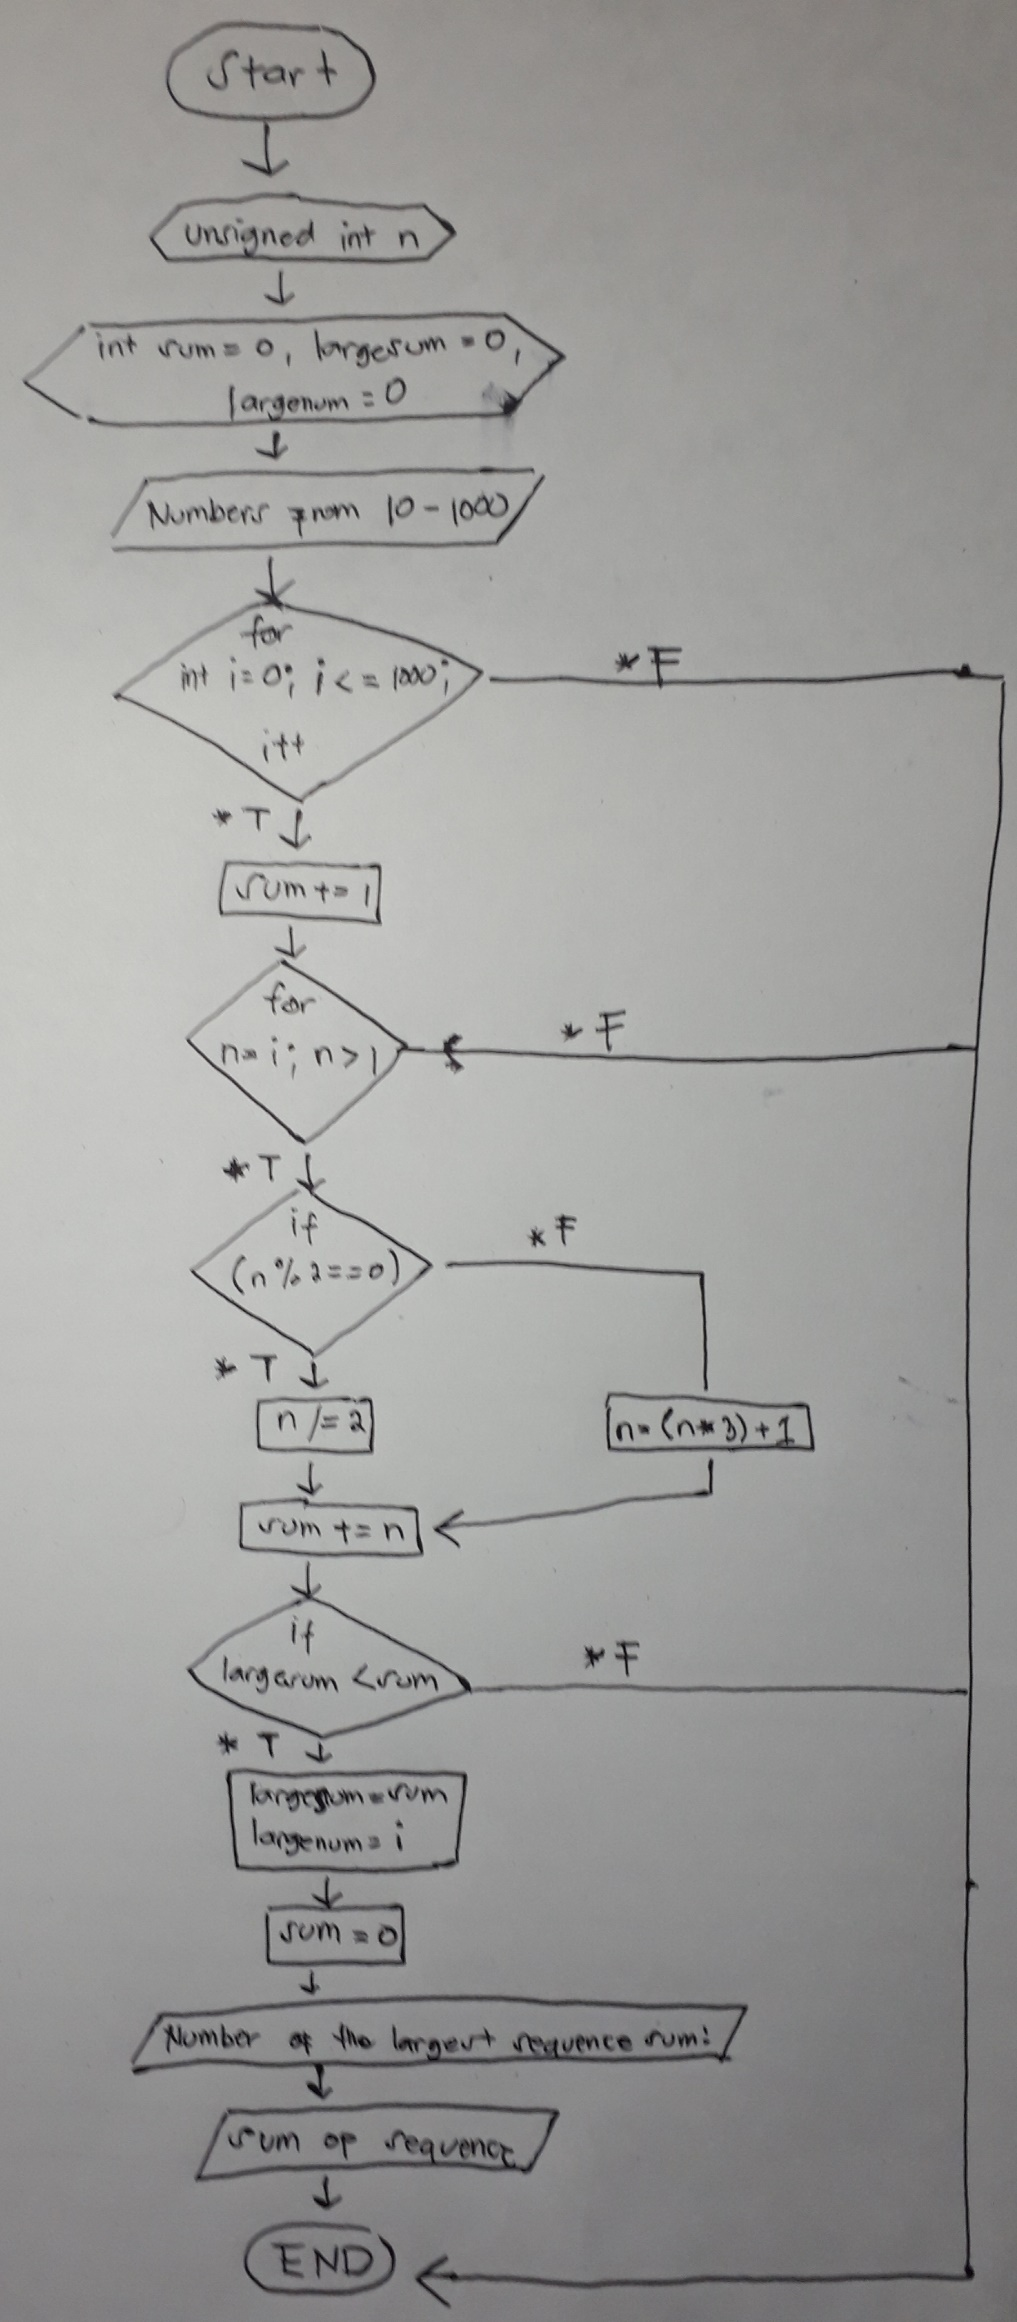 Start
unsigned int n
int sum = 0, largesum = 0,
largenum = 0
Numbers from 10 - 1000
for
int i=0; i <= 1000;
i++
*F
*T
sum += 1
for
n = i; n > 1
*F
*T
if
(n % 2 == 0)
*F
*T
n /= 2
n = (n * 3) + 1
sum += n
if
largesum < sum
*F
*T
largesum = sum
largenum = i
sum = 0
Number of the largest sequence sum:
sum of sequence
END